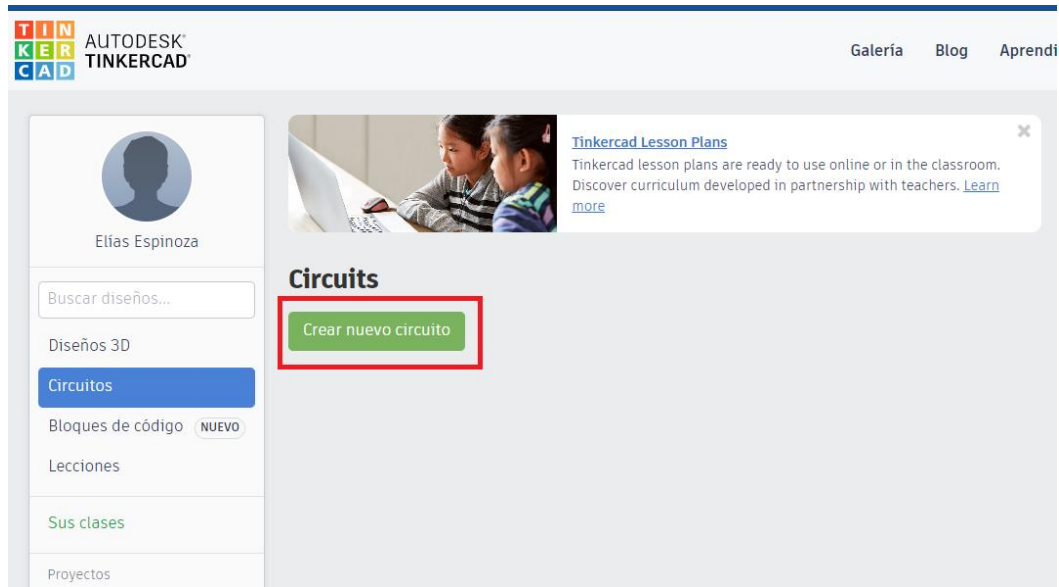 TIN
KER
CAD
AUTODESK®
TINKERCAD®
Galería Blog Aprendi
Elías Espinoza
Buscar diseños...
Diseños 3D
Circuitos
Bloques de código NUEVO
Lecciones
Sus clases
Proyectos
Tinkercad Lesson Plans
Tinkercad lesson plans are ready to use online or in the classroom.
Discover curriculum developed in partnership with teachers. Learn
more
Circuits
Crear nuevo circuito